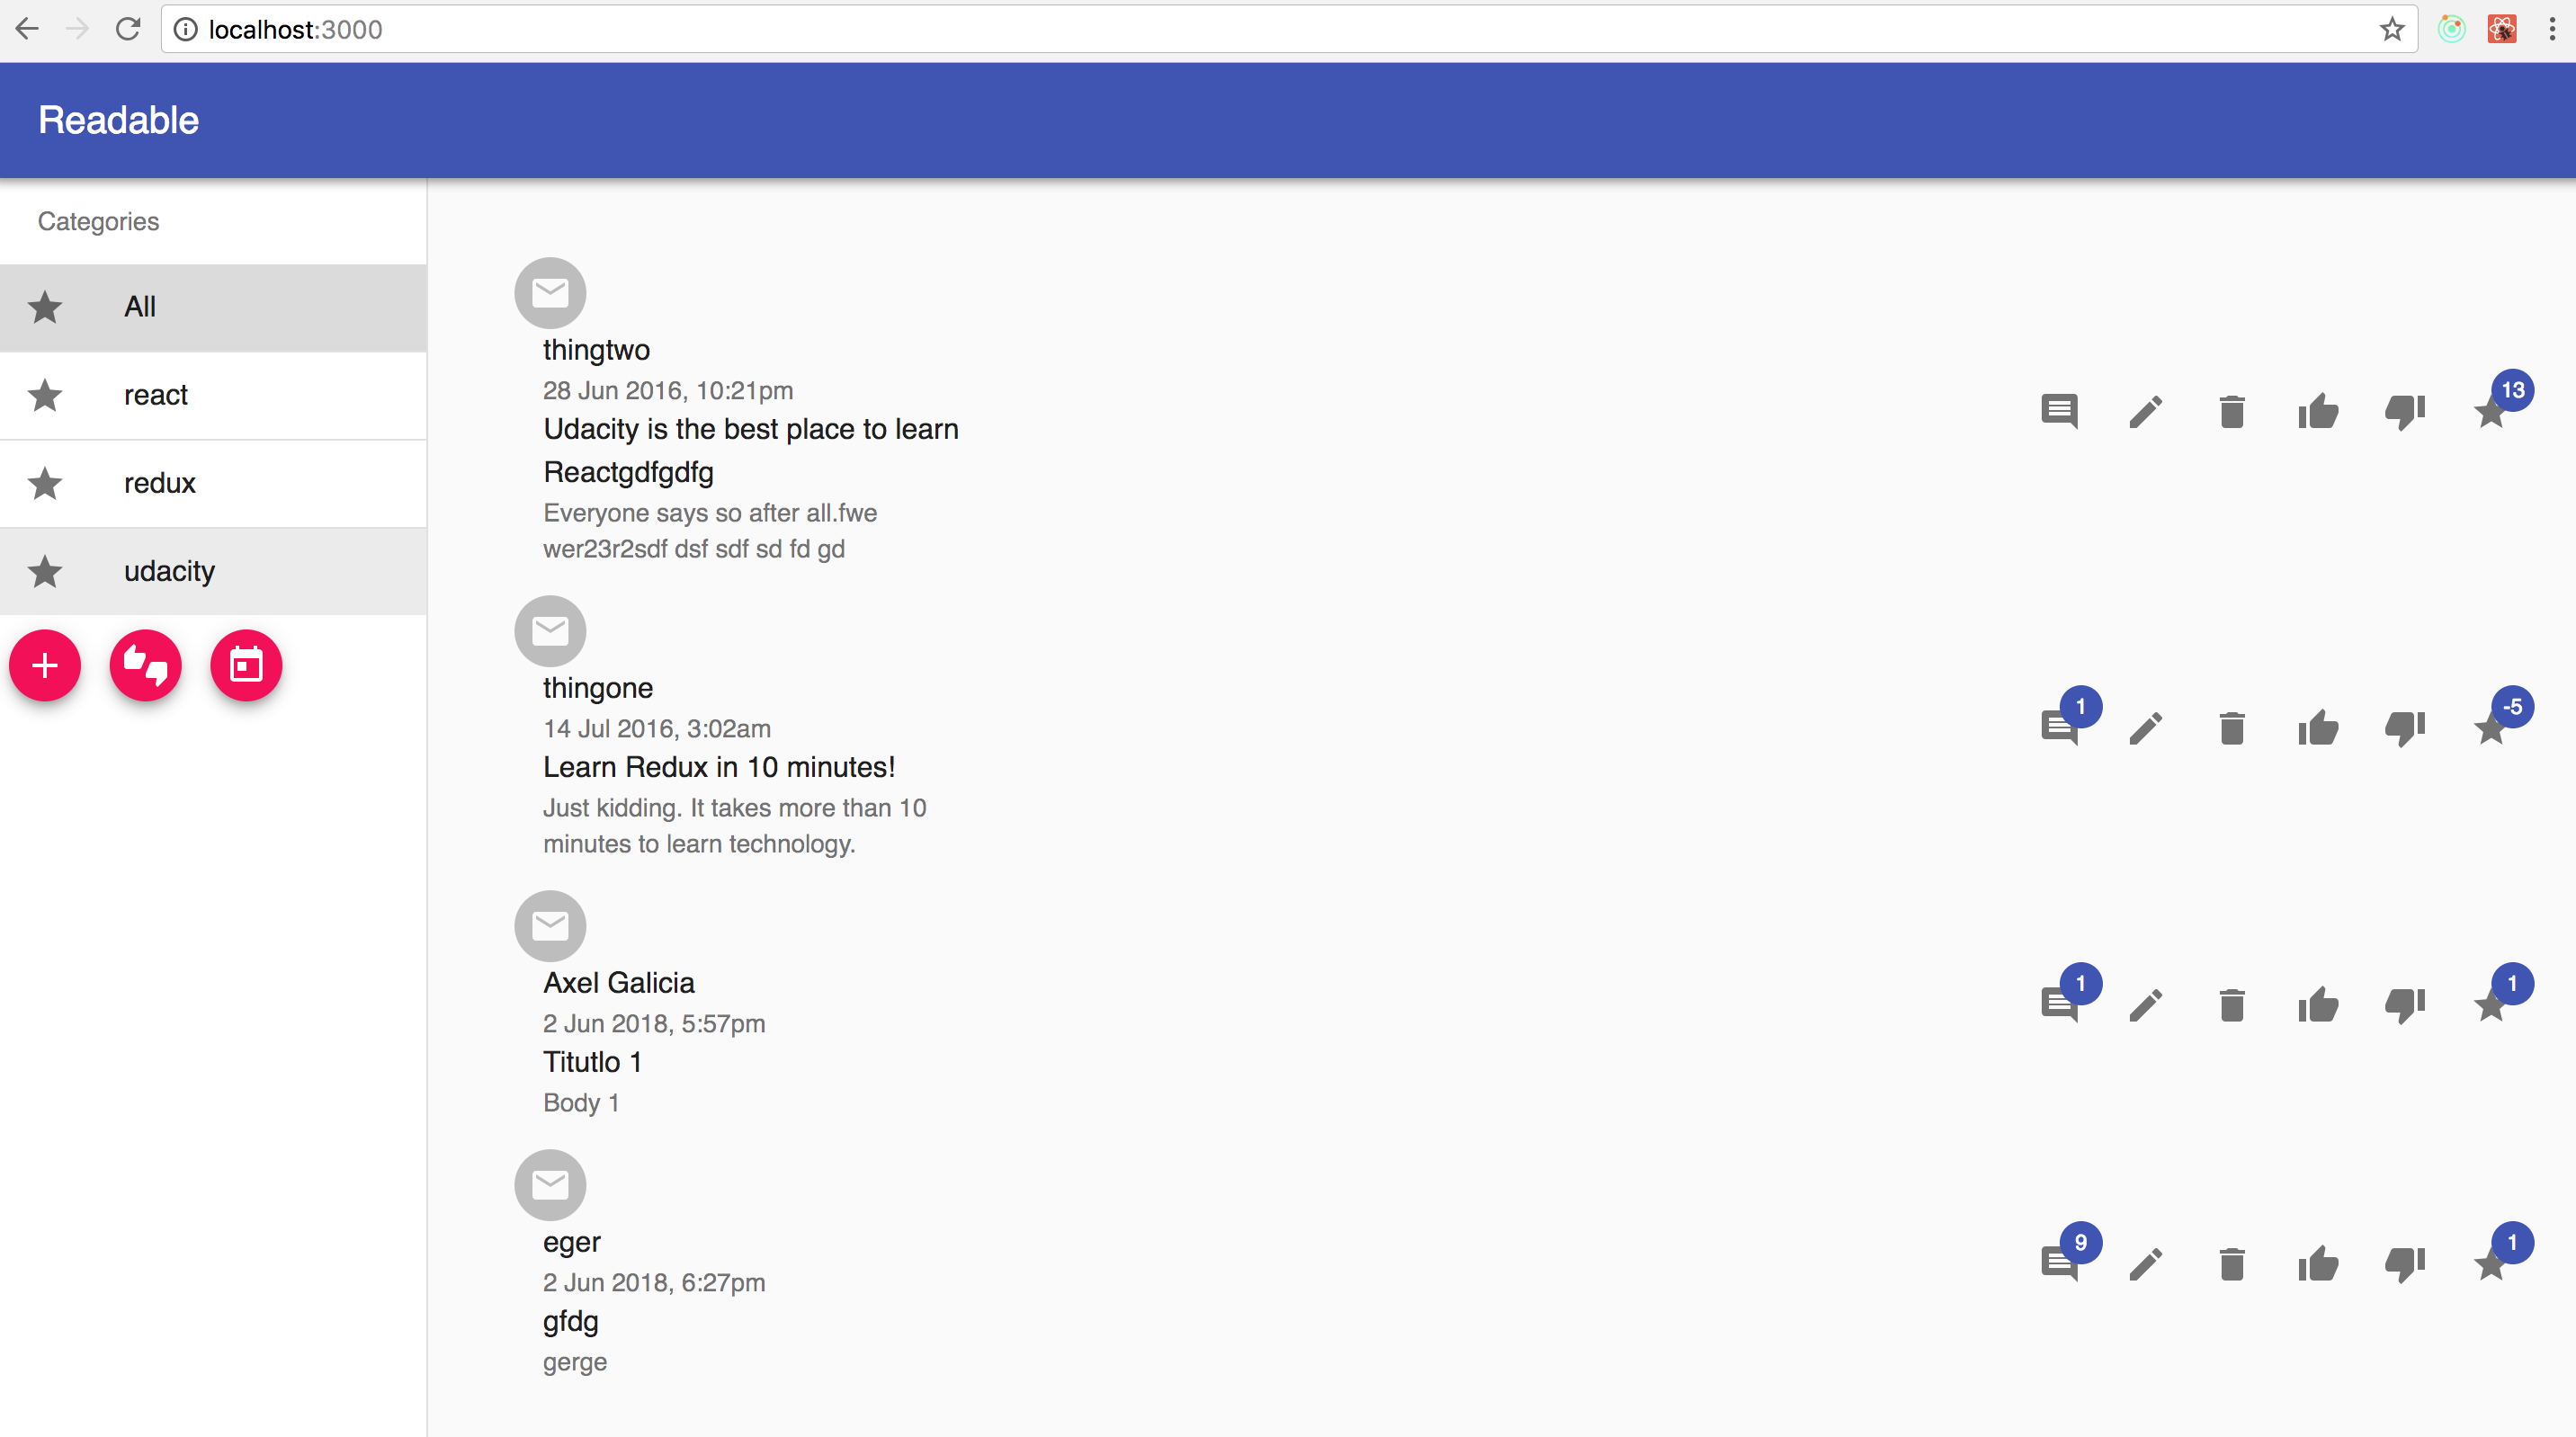 localhost:3000
Readable
Categories
All
react
redux
udacity
thingtwo
28 Jun 2016, 10:21pm
Udacity is the best place to learn
Reactgdfgdfg
Everyone says so after all.fwe
wer23r2sdf dsf sdf sd fd gd
13
thingone
14 Jul 2016, 3:02am
Learn Redux in 10 minutes!
Just kidding. It takes more than 10
minutes to learn technology.
1
-5
Axel Galicia
2 Jun 2018, 5:57pm
Titutlo 1
Body 1
1
1
eger
2 Jun 2018, 6:27pm
gfdg
gerge
9
1